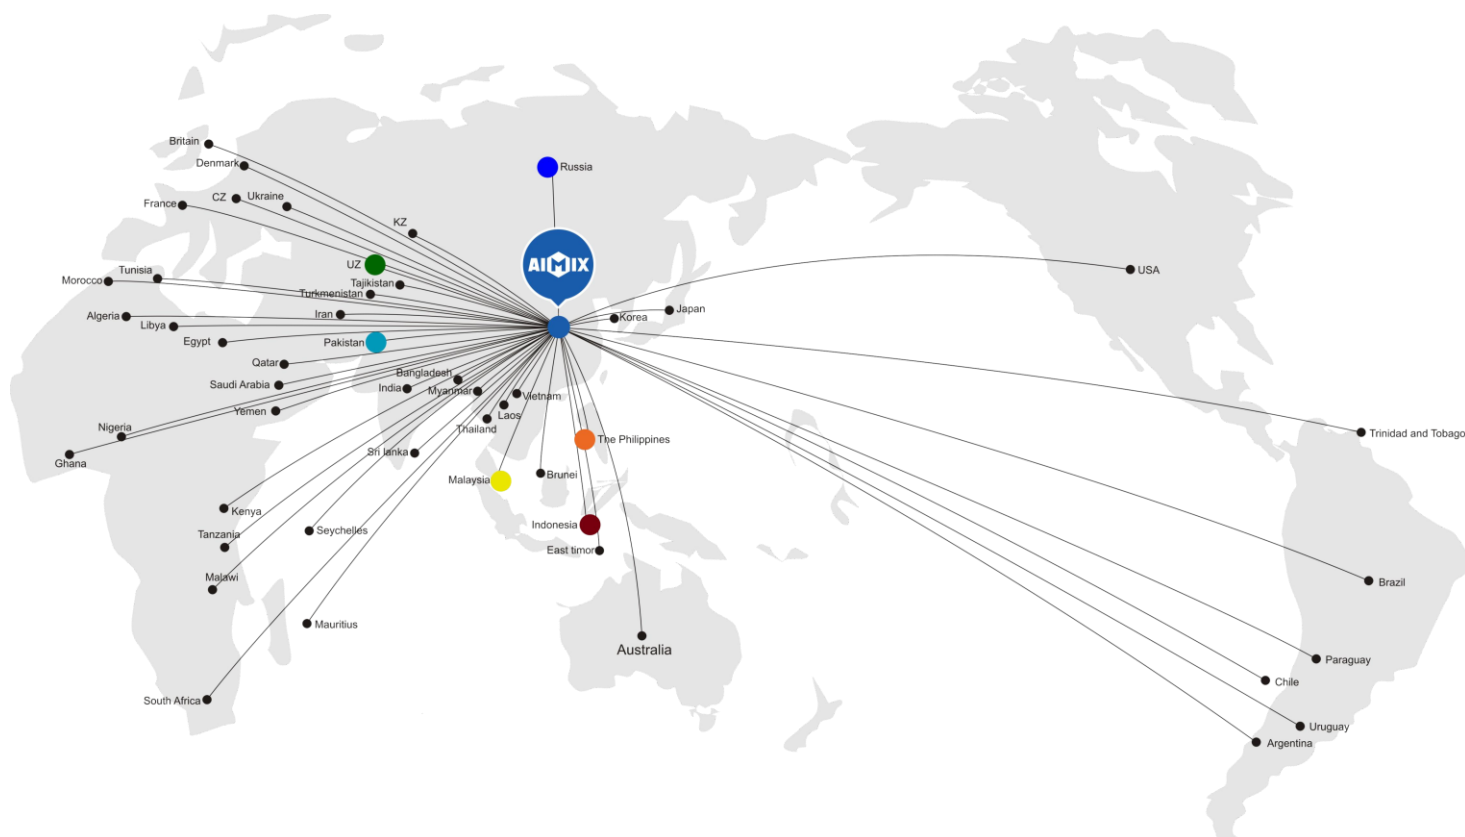 Britain
Denmark
Russia
CZ
Ukraine
France
KZ
AIMIX
UZ
Tunisia
USA
Morocco
Tajikistan
Turkmenistan
Japan
Iran
Algeria
Korea
Libya
Egypt
Pakistan
Qatar
Bangladesh
Saudi Arabia
India
Myanmar
Vietnam
Yemen
Laos
Nigeria
Thailand
Trinidad and Tobago
The Philippines
Sri lanka
Ghana
Brunei
Malaysia
Kenya
Indonesia
Seychelles
Tanzania
East timor
Malawi
Brazil
Mauritius
Australia
Paraguay
Chile
South Africa
Uruguay
Argentina